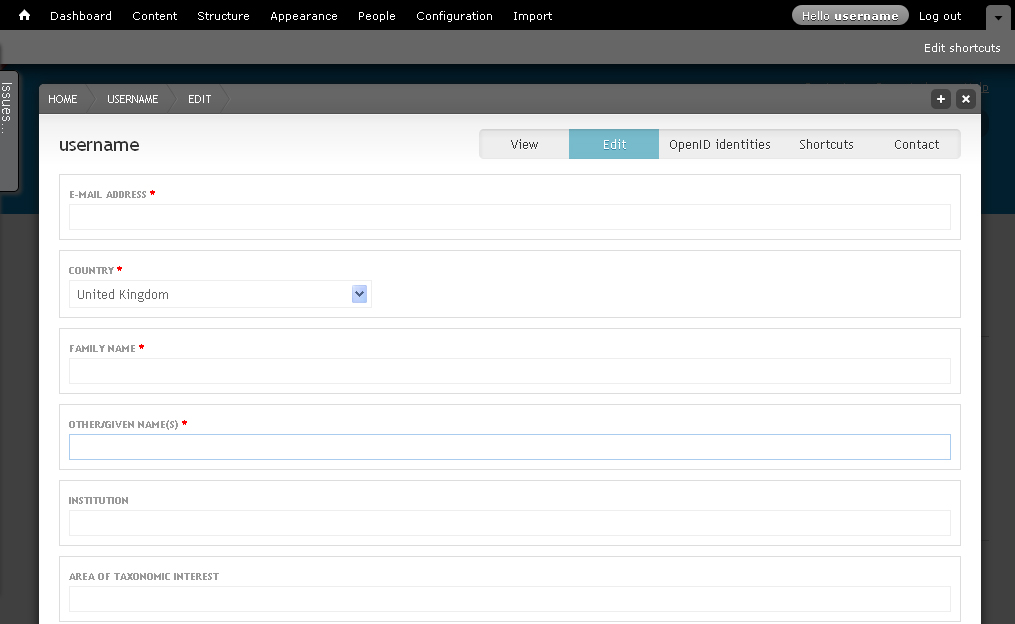 Dashboard Content Structure Appearance People Configuration Import Hello username Log out
Edit shortcuts
Issues...
HOME USERNAME EDIT
username
View Edit OpenID identities Shortcuts Contact
E-MAIL ADDRESS *
COUNTRY *
United Kingdom
FAMILY NAME *
OTHER/GIVEN NAME(S) *
INSTITUTION
AREA OF TAXONOMIC INTEREST